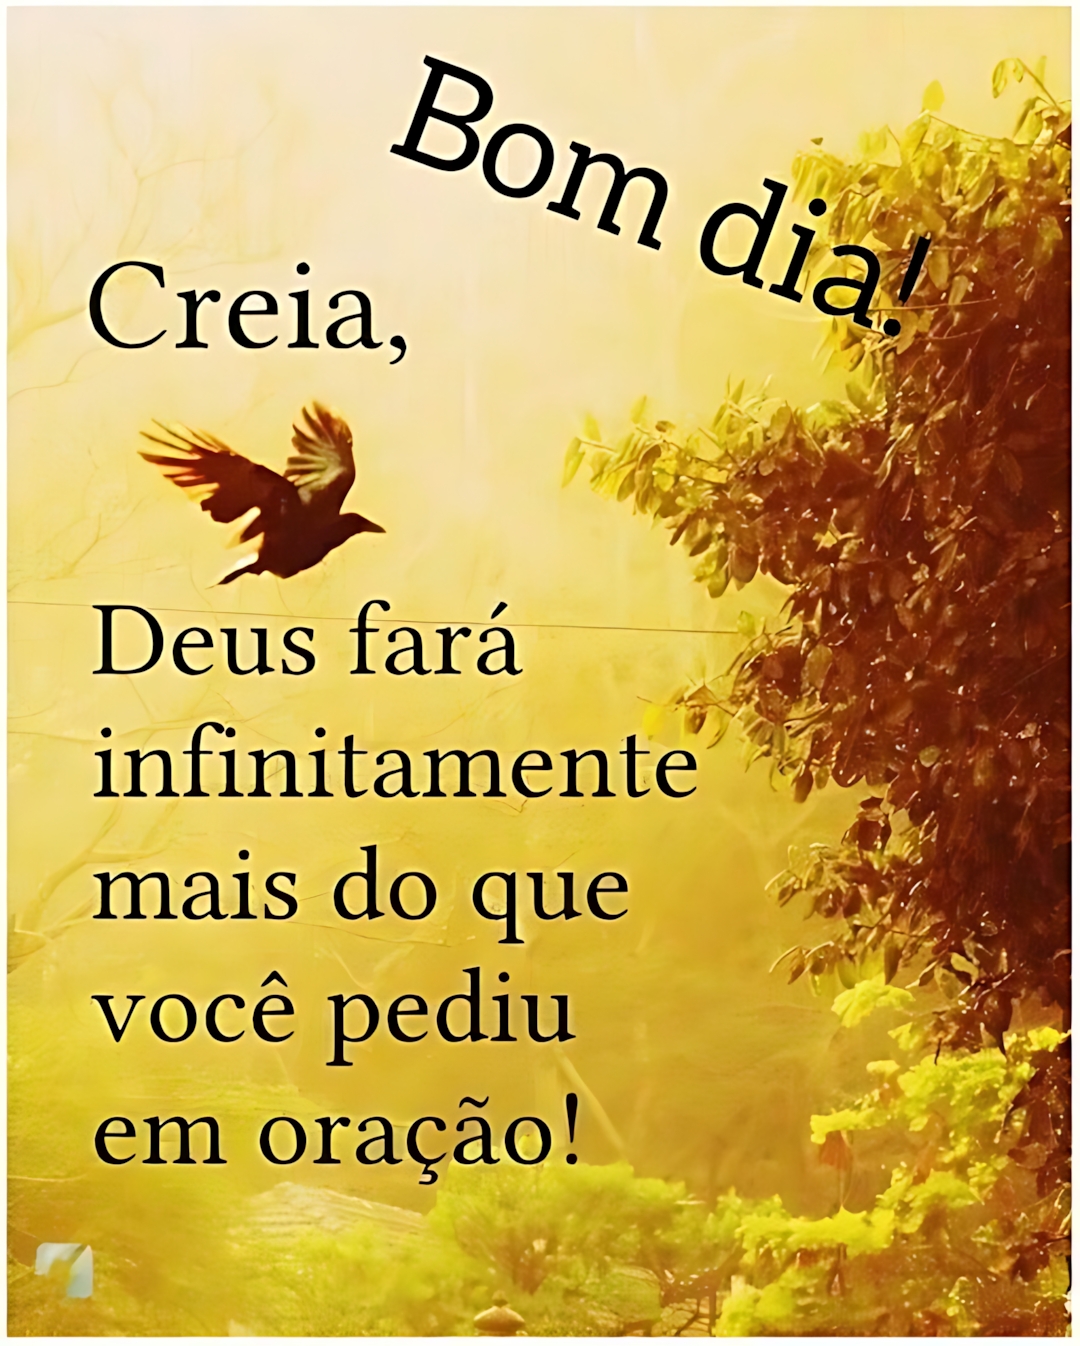 Bom dia!
Creia,
Deus fará
infinitamente
mais do que
você pediu
em oração!